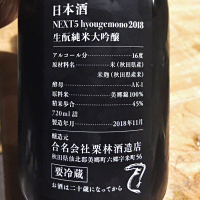 日本酒
NEXT5 hyougemono2018
生酛純米大吟醸
アルコール分 16度
原材料名 米(秋田県産米)
米麹(秋田県産米)
酵母 AK-1
原料米 美郷錦100%
精米歩合 45%
720ml 詰
製造年月 2018年11月
醸造元
合名会社栗林酒造店
秋田県仙北郡美郷町六郷字米町56
要冷蔵
お酒は二十歳になってから